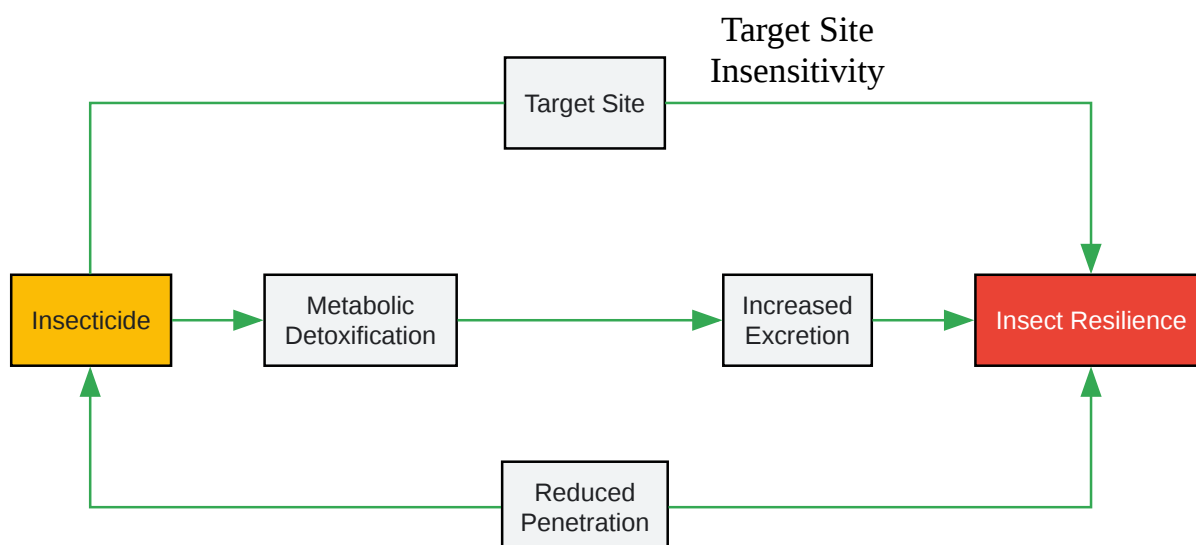 Target Site
Insensitivity
Target Site
Insecticide
Metabolic
Detoxification
Increased
Excretion
Insect Resilience
Reduced
Penetration